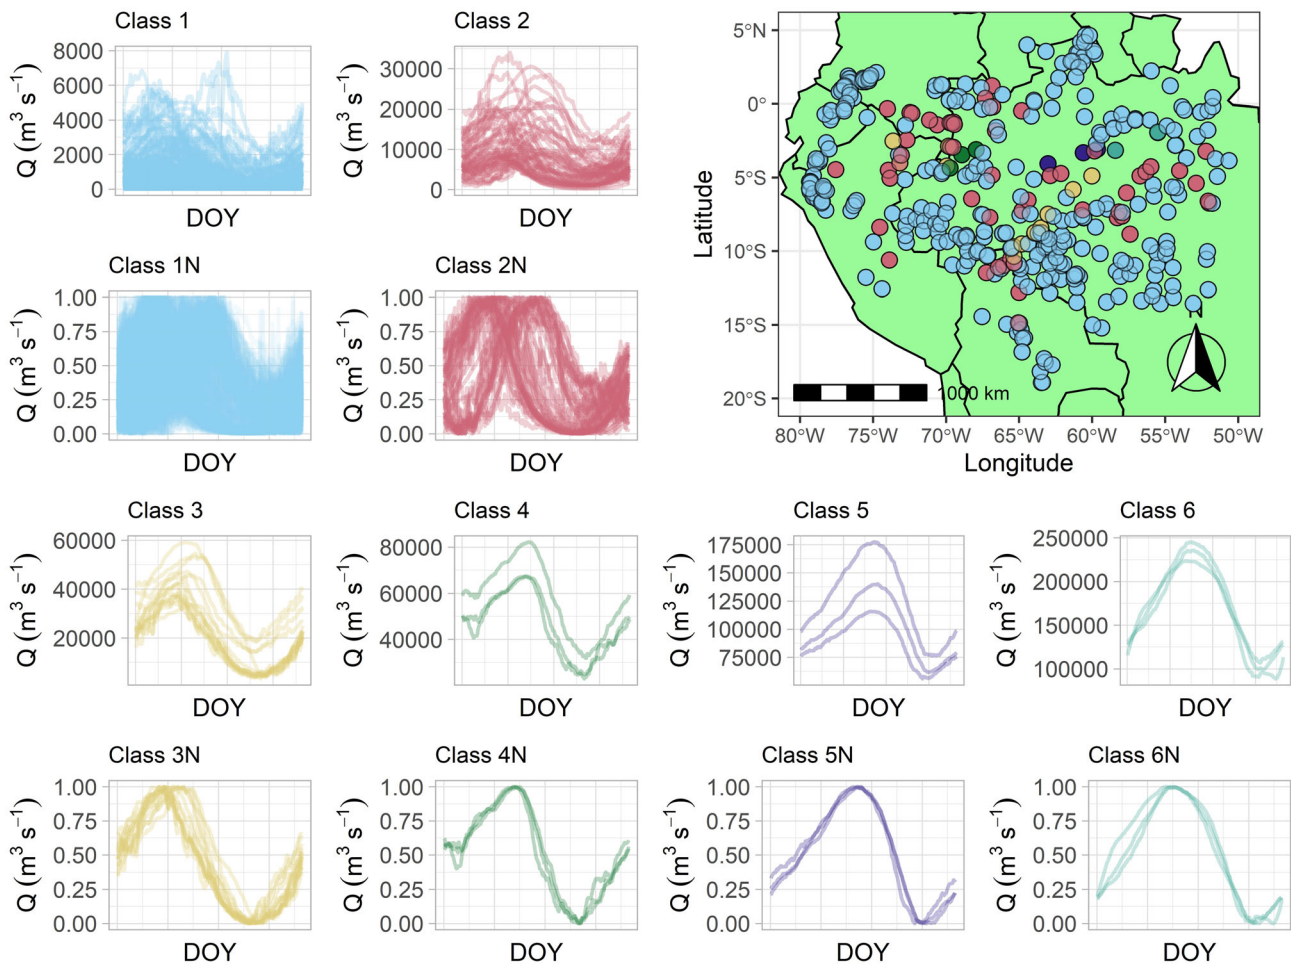 Class 1
8000
6000
4000
2000
0
Q (m³ s⁻¹)
DOY
Class 2
30000
20000
10000
0
Q (m³ s⁻¹)
DOY
5°N
0°
5°S
10°S
15°S
20°S
Latitude
N
1000 km
80°W 75°W 70°W 65°W 60°W 55°W 50°W
Longitude
Class 1N
1.00
0.75
0.50
0.25
0.00
Q (m³ s⁻¹)
DOY
Class 2N
1.00
0.75
0.50
0.25
0.00
Q (m³ s⁻¹)
DOY
Class 3
60000
40000
20000
Q (m³ s⁻¹)
DOY
Class 4
80000
60000
40000
Q (m³ s⁻¹)
DOY
Class 5
175000
150000
125000
100000
75000
Q (m³ s⁻¹)
DOY
Class 6
250000
200000
150000
100000
Q (m³ s⁻¹)
DOY
Class 3N
1.00
0.75
0.50
0.25
0.00
Q (m³ s⁻¹)
DOY
Class 4N
1.00
0.75
0.50
0.25
0.00
Q (m³ s⁻¹)
DOY
Class 5N
1.00
0.75
0.50
0.25
0.00
Q (m³ s⁻¹)
DOY
Class 6N
1.00
0.75
0.50
0.25
0.00
Q (m³ s⁻¹)
DOY